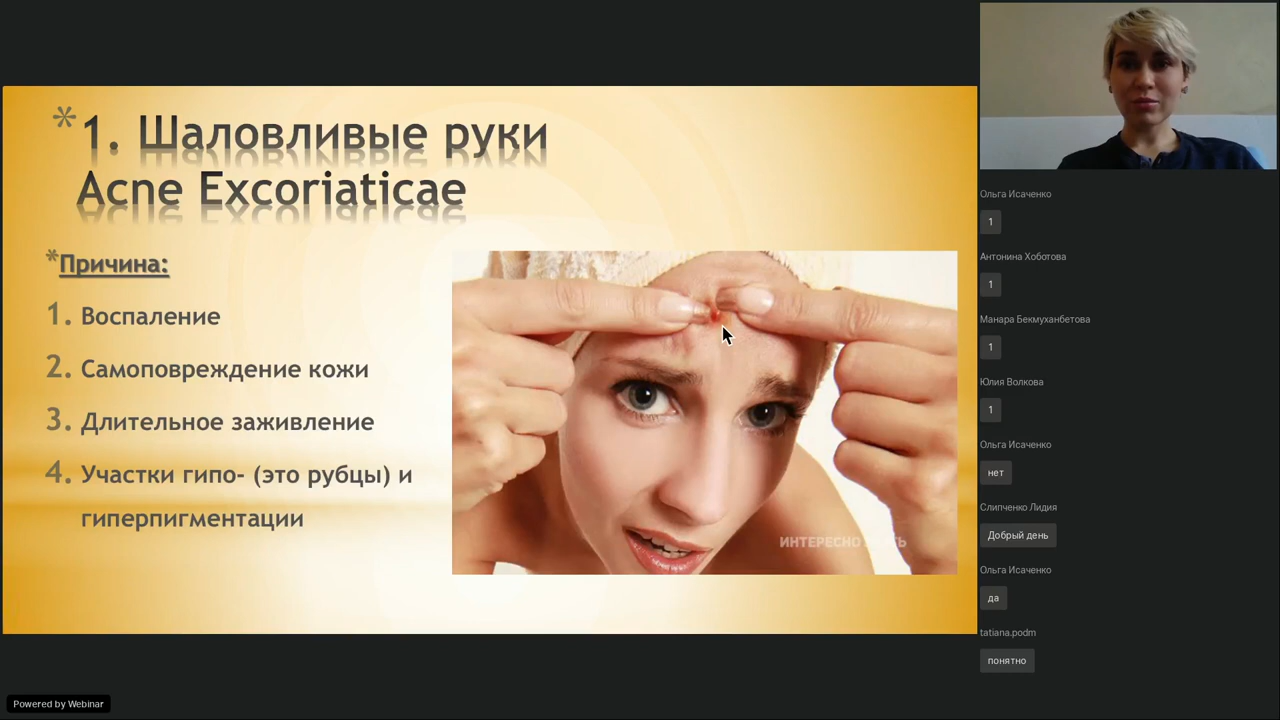 * 1. Шаловливые руки
Acne Excoriaticae
* Причина:
1. Воспаление
2. Самоповреждение кожи
3. Длительное заживление
4. Участки гипо- (это рубцы) и
гиперпигментации
ИНТЕРЕСНО
Ольга Исаченко
1
Антонина Хоботова
1
Манара Бекмуханбетова
1
Юлия Волкова
1
Ольга Исаченко
нет
Слипченко Лидия
Добрый день
Ольга Исаченко
да
tatiana.podm
понятно
Powered by Webinar